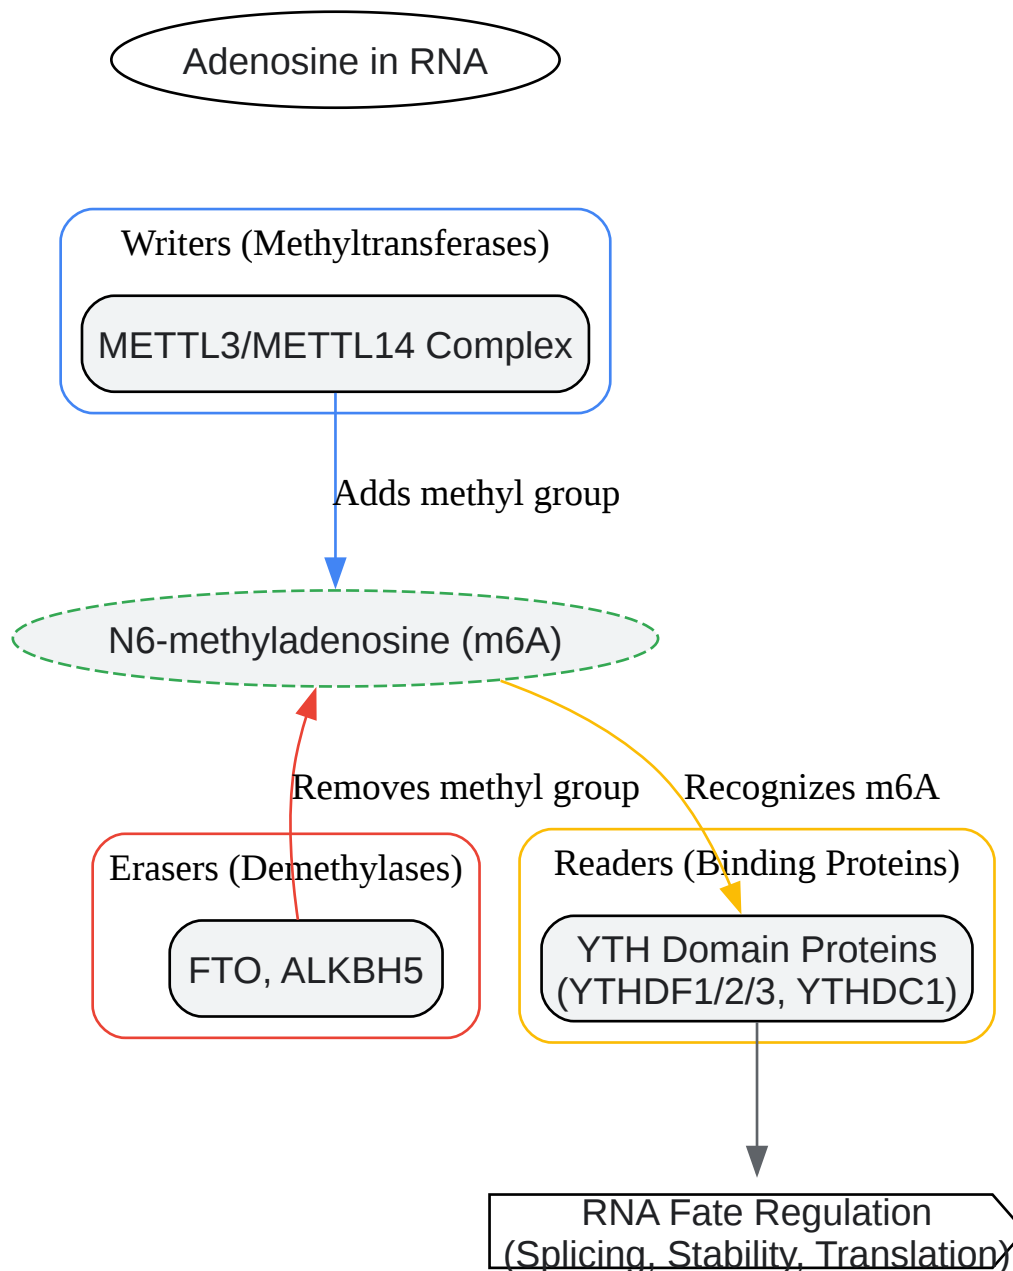 Adenosine in RNA
Writers (Methyltransferases)
METTL3/METTL14 Complex
Adds methyl group
N6-methyladenosine (m6A)
Removes methyl group
Recognizes m6A
Erasers (Demethylases)
FTO, ALKBH5
Readers (Binding Proteins)
YTH Domain Proteins
(YTHDF1/2/3, YTHDC1)
RNA Fate Regulation
(Splicing, Stability, Translation)